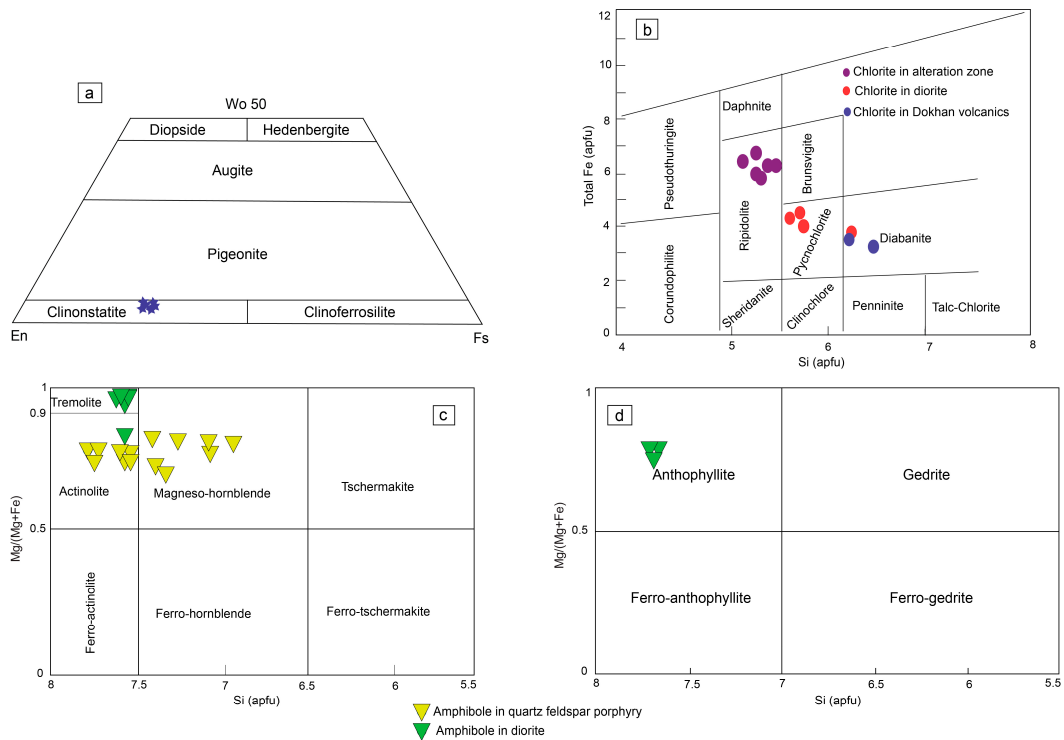 a
Wo 50
Diopside
Hedenbergite
Augite
Pigeonite
Clinonstatite
Clinoferrosilite
En
Fs
b
Chlorite in alteration zone
Chlorite in diorite
Chlorite in Dokhan volcanics
Total Fe (apfu)
12
10
8
6
4
2
0
Pseudothuringite
Corundophilite
Daphnite
Ripidolite
Brunsvigite
Pycnochlorite
Diabanite
Sheridanite
Clinochlore
Penninite
Talc-Chlorite
4
5
6
7
8
Si (apfu)
c
Mg/(Mg+Fe)
1
0.9
0.5
0
Tremolite
Actinolite
Magneso-hornblende
Tschermakite
Ferro-actinolite
Ferro-hornblende
Ferro-tschermakite
8
7.5
7
6.5
6
5.5
Si (apfu)
d
Mg/(Mg+Fe)
1
0.5
0
Anthophyllite
Gedrite
Ferro-anthophyllite
Ferro-gedrite
8
7.5
7
6.5
6
5.5
Si (apfu)
Amphibole in quartz feldspar porphyry
Amphibole in diorite